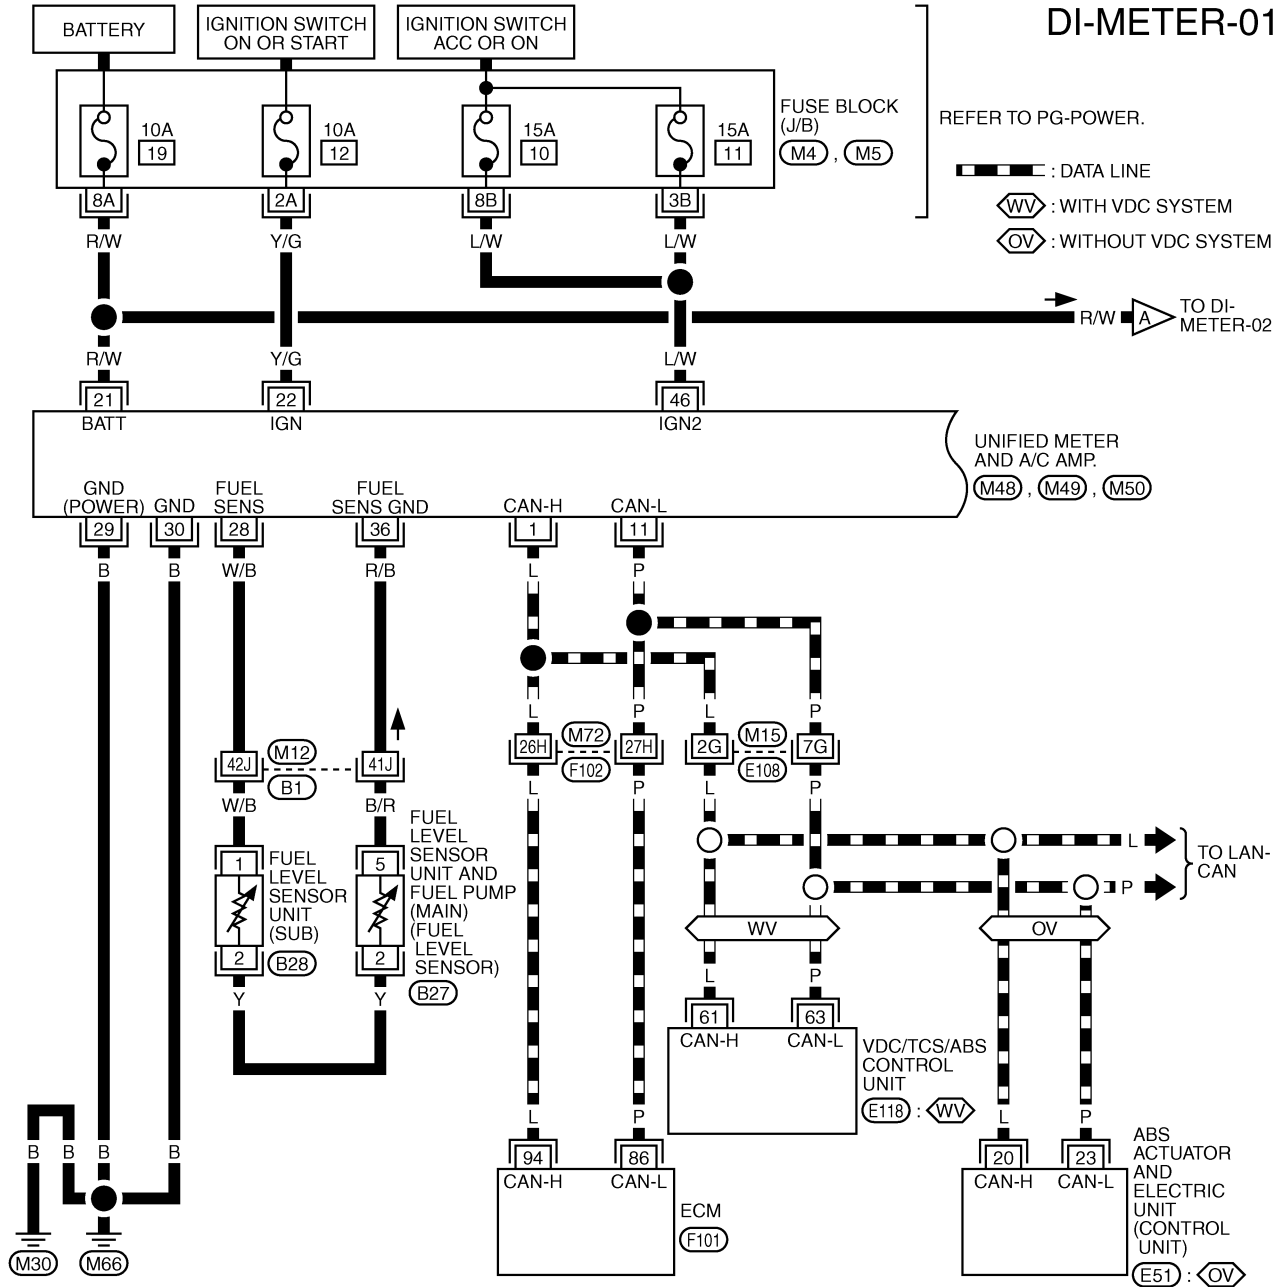 DI-METER-01
BATTERY
IGNITION SWITCH
ON OR START
IGNITION SWITCH
ACC OR ON
10A
19
10A
12
15A
10
15A
11
FUSE BLOCK
(J/B)
M4 , M5
REFER TO PG-POWER.
: DATA LINE
WV : WITH VDC SYSTEM
OV : WITHOUT VDC SYSTEM
8A
2A
8B
3B
R/W
Y/G
L/W
L/W
R/W
A
TO DI-
METER-02
R/W
Y/G
L/W
21
22
46
BATT
IGN
IGN2
UNIFIED METER
AND A/C AMP.
M48 , M49 , M50
GND
(POWER)
GND
FUEL
SENS
FUEL
SENS GND
CAN-H
CAN-L
29
30
28
36
1
11
B
B
W/B
R/B
L
P
L
P
L
P
42J
M12
B1
41J
26H
M72
F102
27H
2G
M15
E108
7G
W/B
B/R
L
P
L
P
1
FUEL
LEVEL
SENSOR
UNIT
(SUB)
B28
2
5
FUEL
LEVEL
SENSOR
UNIT AND
FUEL PUMP
(MAIN)
(FUEL
LEVEL
SENSOR)
B27
2
L
P
TO LAN-
CAN
WV
OV
Y
Y
L
P
61
63
CAN-H
CAN-L
VDC/TCS/ABS
CONTROL
UNIT
E118 : WV
L
P
L
P
B
B
B
B
94
86
20
23
CAN-H
CAN-L
CAN-H
CAN-L
ECM
F101
ABS
ACTUATOR
AND
ELECTRIC
UNIT
(CONTROL
UNIT)
E51 : OV
M30
M66